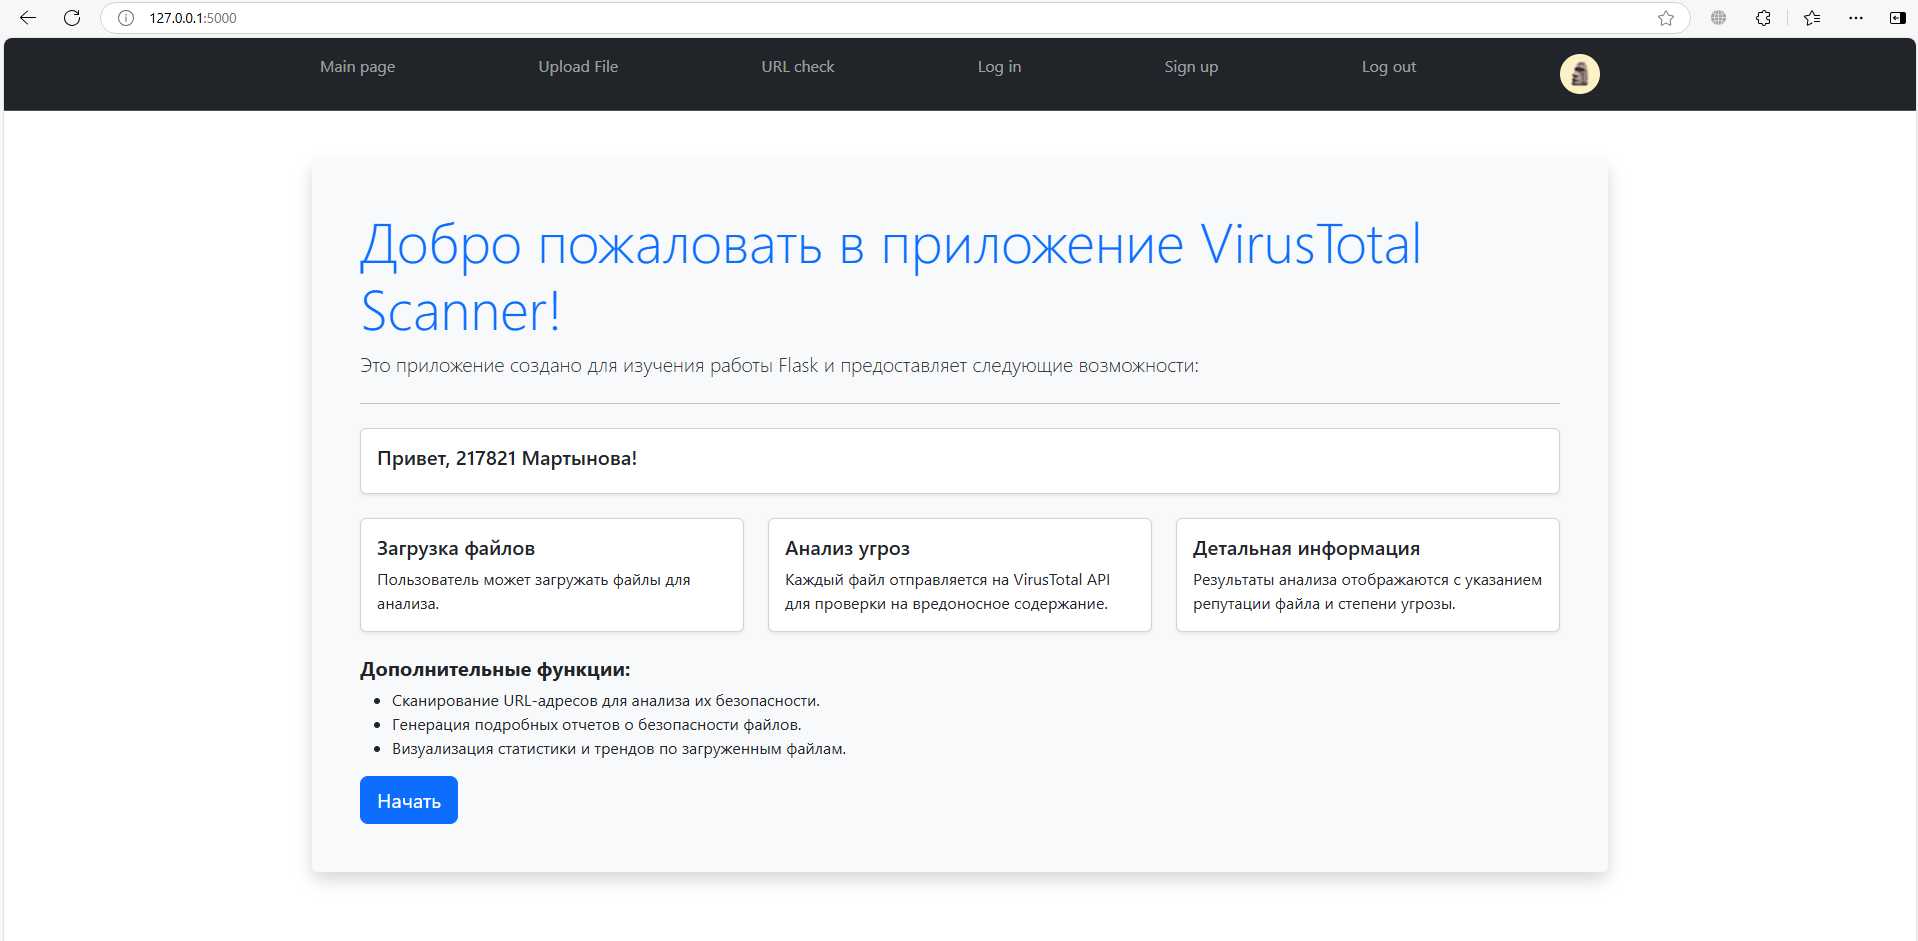 127.0.0.1:5000
Main page
Upload File
URL check
Log in
Sign up
Log out
Добро пожаловать в приложение VirusTotal
Scanner!
Это приложение создано для изучения работы Flask и предоставляет следующие возможности:
Привет, 217821 Мартынова!
Загрузка файлов
Пользователь может загружать файлы для
анализа.
Анализ угроз
Каждый файл отправляется на VirusTotal API
для проверки на вредоносное содержание.
Детальная информация
Результаты анализа отображаются с указанием
репутации файла и степени угрозы.
Дополнительные функции:
Сканирование URL-адресов для анализа их безопасности.
Генерация подробных отчетов о безопасности файлов.
Визуализация статистики и трендов по загруженным файлам.
Начать